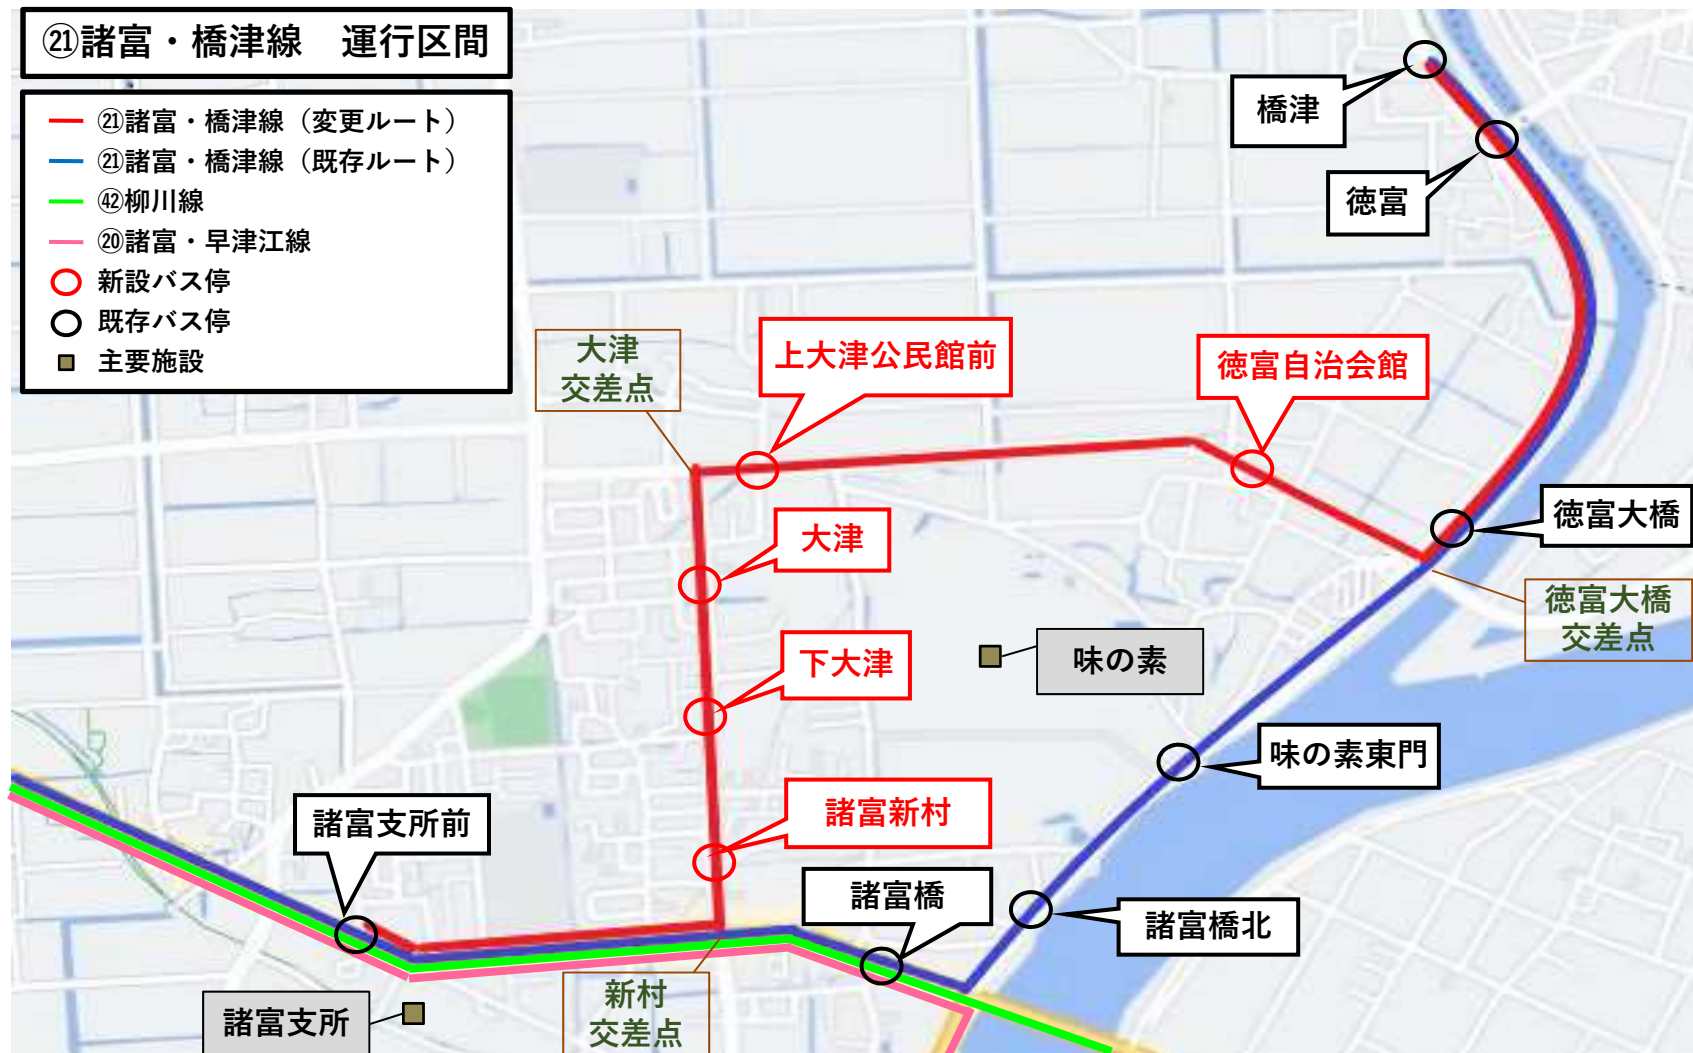 ㉑諸富・橋津線　運行区間
㉑諸富・橋津線（変更ルート）
㉑諸富・橋津線（既存ルート）
㊷柳川線
⑳諸富・早津江線
新設バス停
既存バス停
主要施設
橋津
徳富
大津
交差点
上大津公民館前
徳富自治会館
徳富大橋
大津
徳富大橋
交差点
下大津
味の素
味の素東門
諸富支所前
諸富新村
諸富橋
諸富橋北
諸富支所
新村
交差点